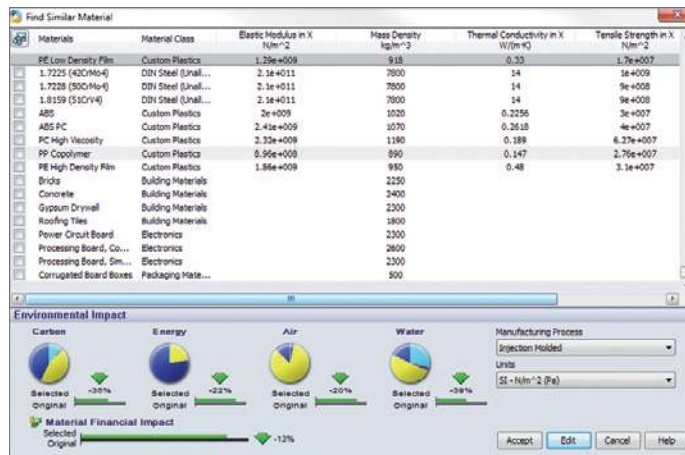 Find Similar Material
Materials Material Class Elastic Modulus in X N/m^2 Mass Density kg/m^3 Thermal Conductivity in X W/(m·K) Tensile Strength in X N/m^2
PE Low Density Film Custom Plastics 1.29e+009 918 0.33 1.7e+007
1.7225 (42CrMo4) DIN Steel (Unall... 2.1e+011 7800 14 1e+009
1.7228 (50CrMo4) DIN Steel (Unall... 2.1e+011 7800 14 9e+008
1.8159 (51CrV4) DIN Steel (Unall... 2.1e+011 7800 14 9e+008
ABS Custom Plastics 2e+009 1020 0.2256 3e+007
ABS PC Custom Plastics 2.41e+009 1070 0.2618 4e+007
PC High Viscosity Custom Plastics 2.32e+009 1190 0.189 6.27e+007
PP Copolymer Custom Plastics 8.96e+008 890 0.147 2.76e+007
PE High Density Film Custom Plastics 1.86e+009 950 0.48 3.1e+007
Bricks Building Materials 2250
Concrete Building Materials 2400
Gypsum Drywall Building Materials 2300
Roofing Tiles Building Materials 1800
Power Circuit Board Electronics 2300
Processing Board, Co... Electronics 2600
Processing Board, Sim... Electronics 2300
Corrugated Board Boxes Packaging Mate... 500
Environmental Impact
Carbon Energy Air Water
Manufacturing Process
Injection Molded
Units
SI - N/m^2 (Pa)
Selected -38% Selected -22% Selected -20% Selected -39%
Original Original Original Original
Material Financial Impact
Selected
Original -13%
Accept Edit Cancel Help